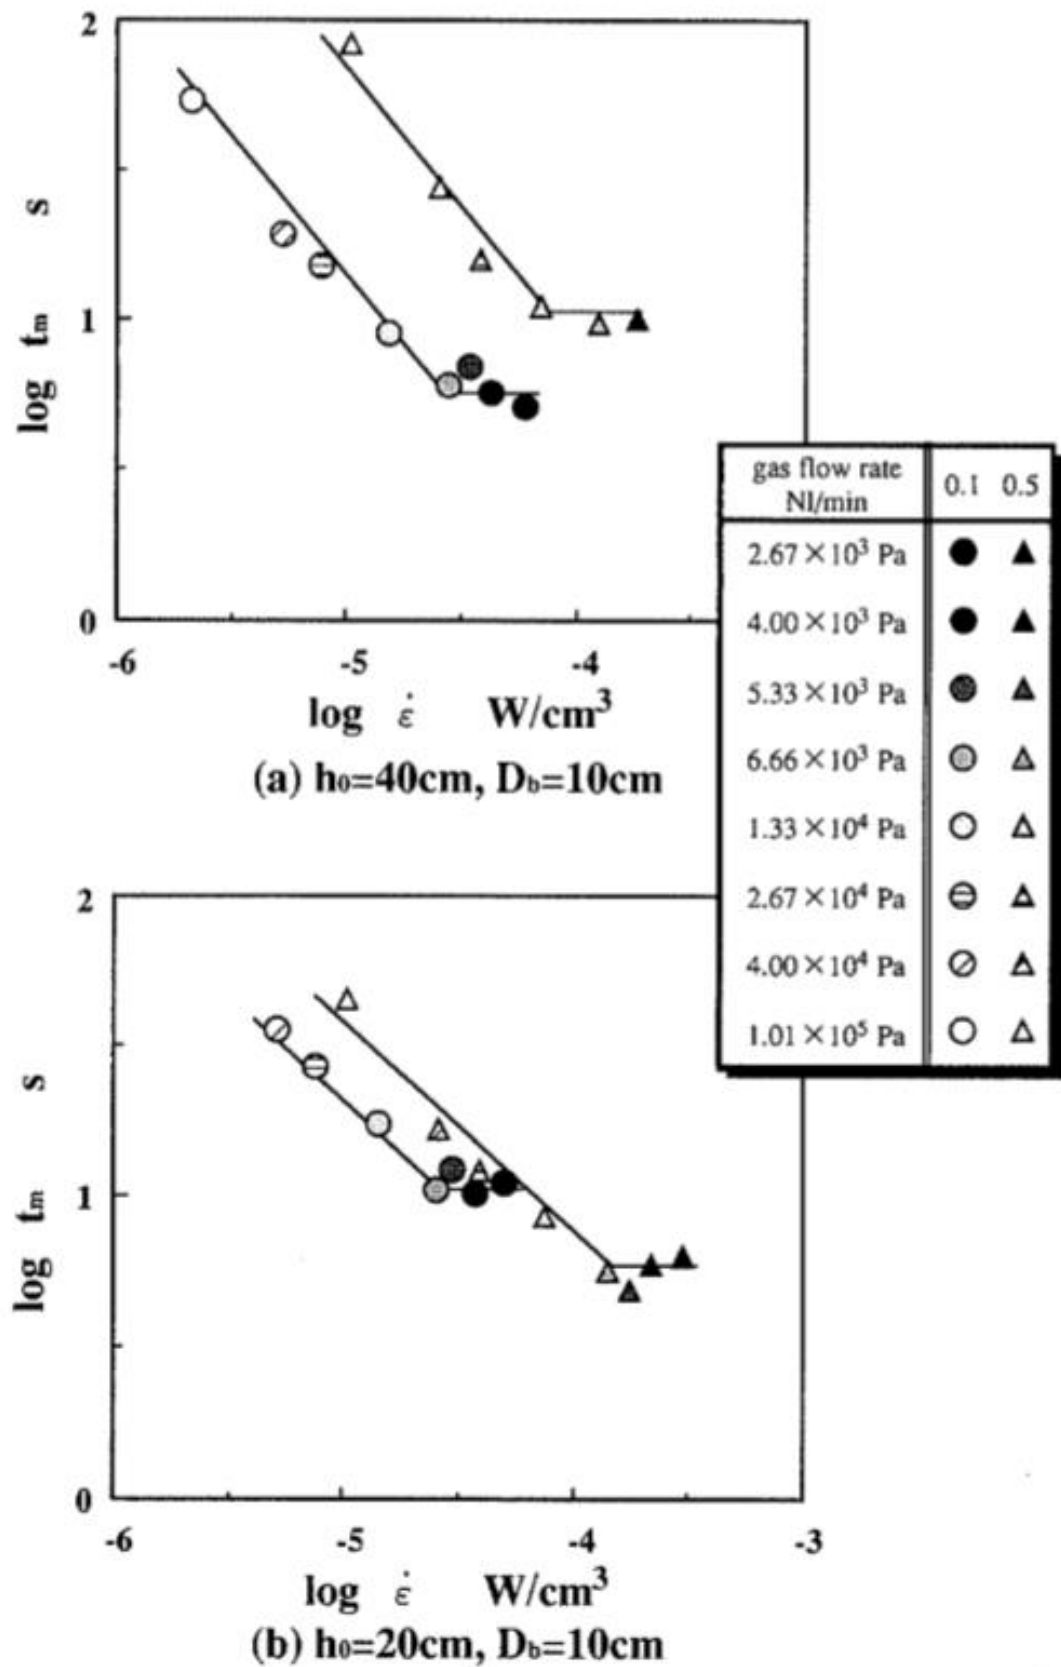 2
1
0
log tm s
-6 -5 -4
log ε̇ W/cm³
(a) h₀=40cm, Db=10cm
gas flow rate 0.1 0.5
Nl/min
2.67×10³ Pa
4.00×10³ Pa
5.33×10³ Pa
6.66×10³ Pa
1.33×10⁴ Pa
2.67×10⁴ Pa
4.00×10⁴ Pa
1.01×10⁵ Pa
2
1
0
log tm s
-6 -5 -4 -3
log ε̇ W/cm³
(b) h₀=20cm, Db=10cm